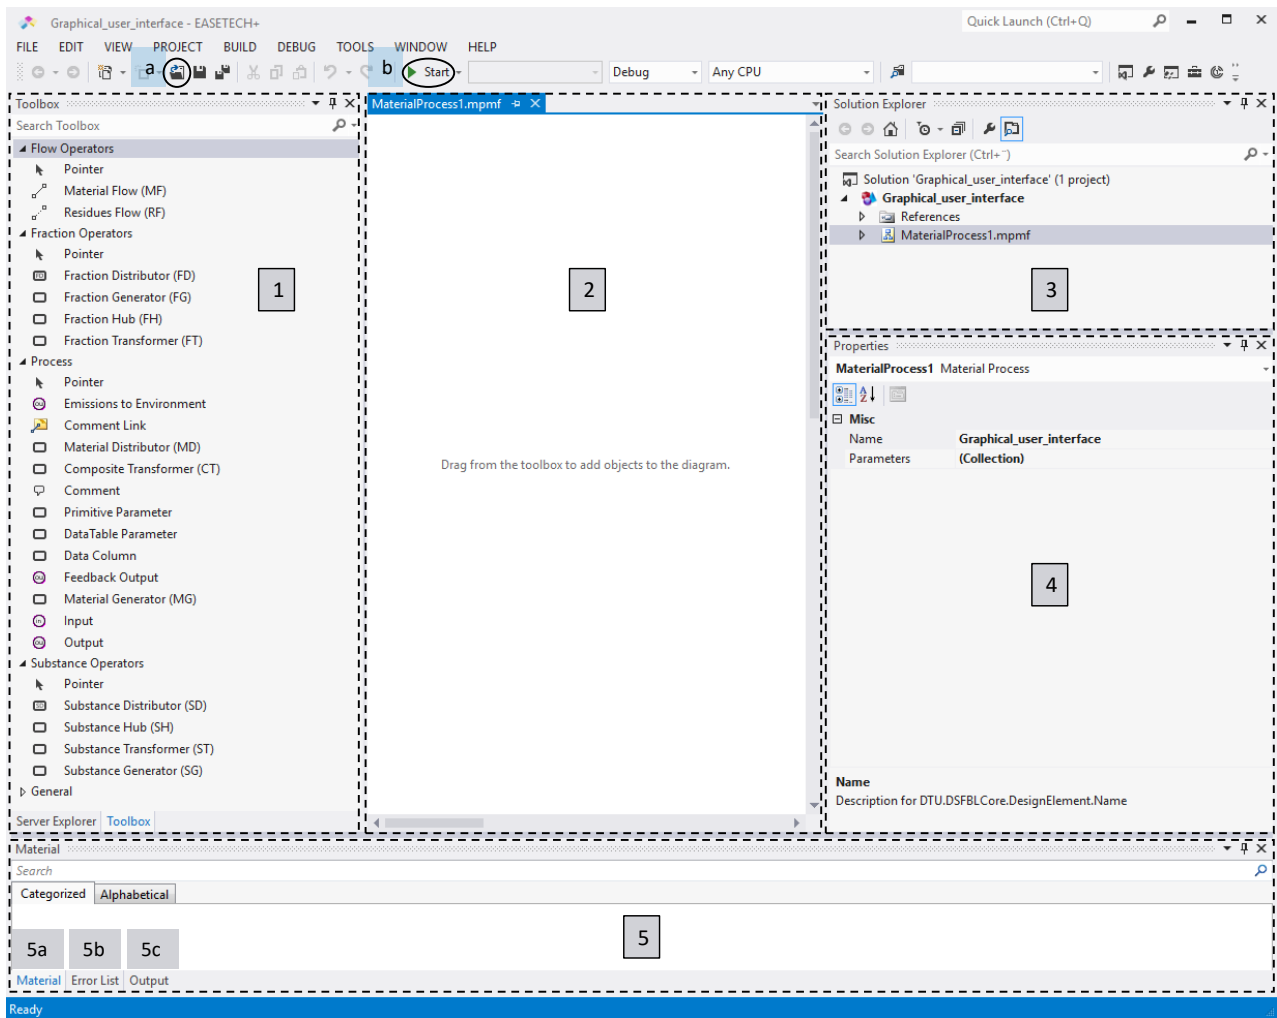 Graphical_user_interface - EASETECH+
Quick Launch (Ctrl+Q)
FILE EDIT VIEW PROJECT BUILD DEBUG TOOLS WINDOW HELP
a b Start Debug Any CPU
Toolbox
Search Toolbox
Flow Operators
Pointer
Material Flow (MF)
Residues Flow (RF)
Fraction Operators
Pointer
Fraction Distributor (FD)
Fraction Generator (FG)
Fraction Hub (FH)
Fraction Transformer (FT)
Process
Pointer
Emissions to Environment
Comment Link
Material Distributor (MD)
Composite Transformer (CT)
Comment
Primitive Parameter
DataTable Parameter
Data Column
Feedback Output
Material Generator (MG)
Input
Output
Substance Operators
Pointer
Substance Distributor (SD)
Substance Hub (SH)
Substance Transformer (ST)
Substance Generator (SG)
General
Server Explorer Toolbox
1
MaterialProcess1.mpmf
2
Drag from the toolbox to add objects to the diagram.
Solution Explorer
Search Solution Explorer (Ctrl+¨)
Solution 'Graphical_user_interface' (1 project)
Graphical_user_interface
References
MaterialProcess1.mpmf
3
Properties
MaterialProcess1 Material Process
Misc
Name Graphical_user_interface
Parameters (Collection)
4
Name
Description for DTU.DSFBLCore.DesignElement.Name
Material
Search
Categorized Alphabetical
5
5a 5b 5c
Material Error List Output
Ready